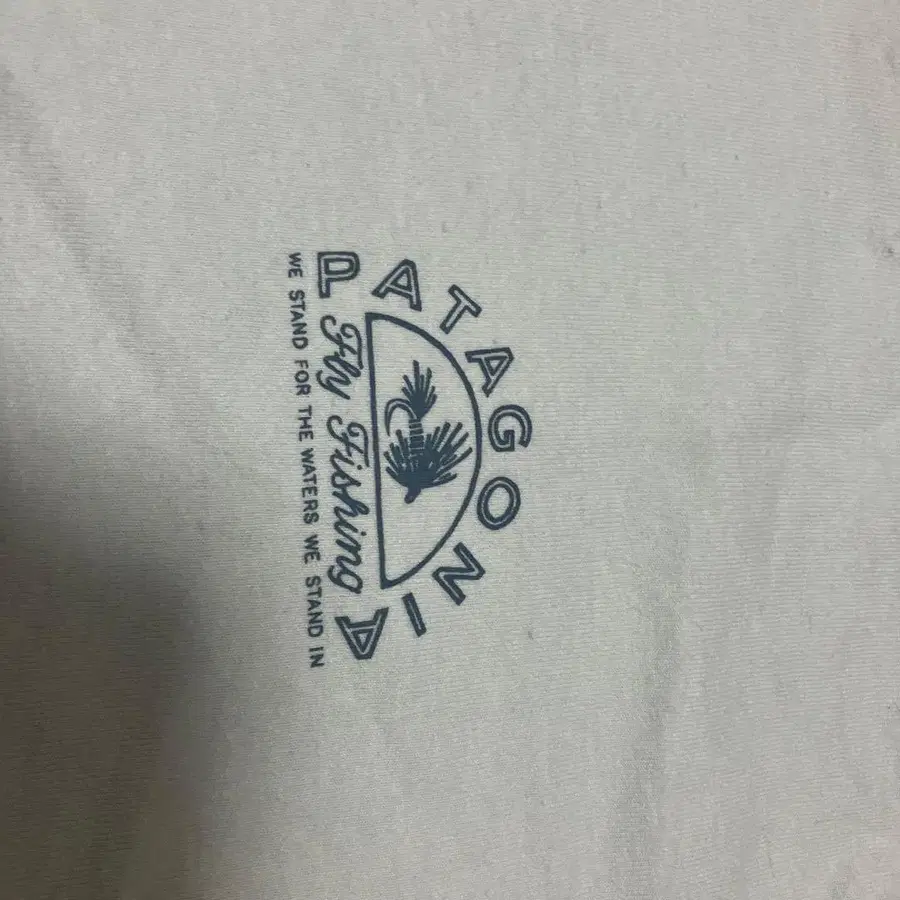 PATAGONIA
Fly Fishing
WE STAND FOR THE WATERS WE STAND IN